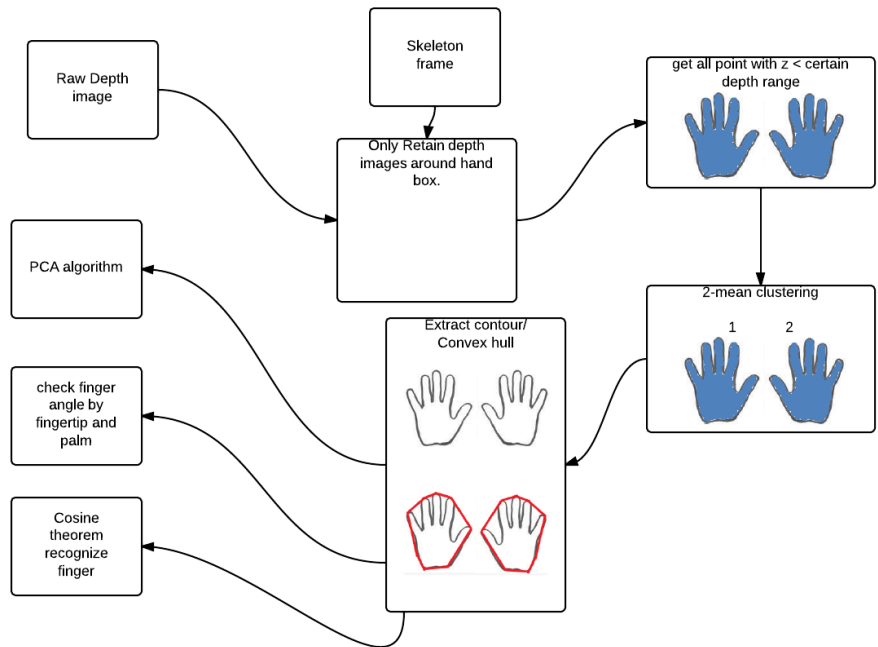 Raw Depth
image
Skeleton
frame
Only Retain depth
images around hand
box.
get all point with z < certain
depth range
2-mean clustering
1 2
Extract contour/
Convex hull
PCA algorithm
check finger
angle by
fingertip and
palm
Cosine
theorem
recognize
finger